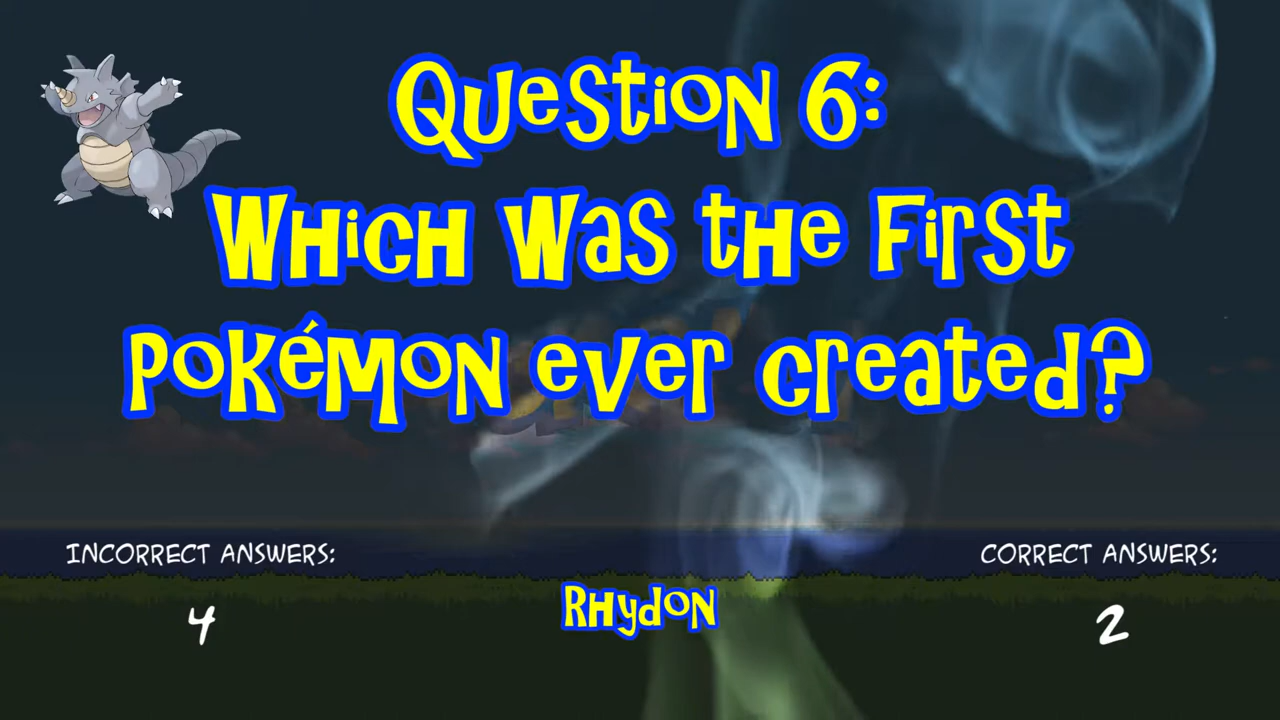 Question 6:
Which was the First
Pokémon ever created?
INCORRECT ANSWERS:
CORRECT ANSWERS:
4
Rhydon
2